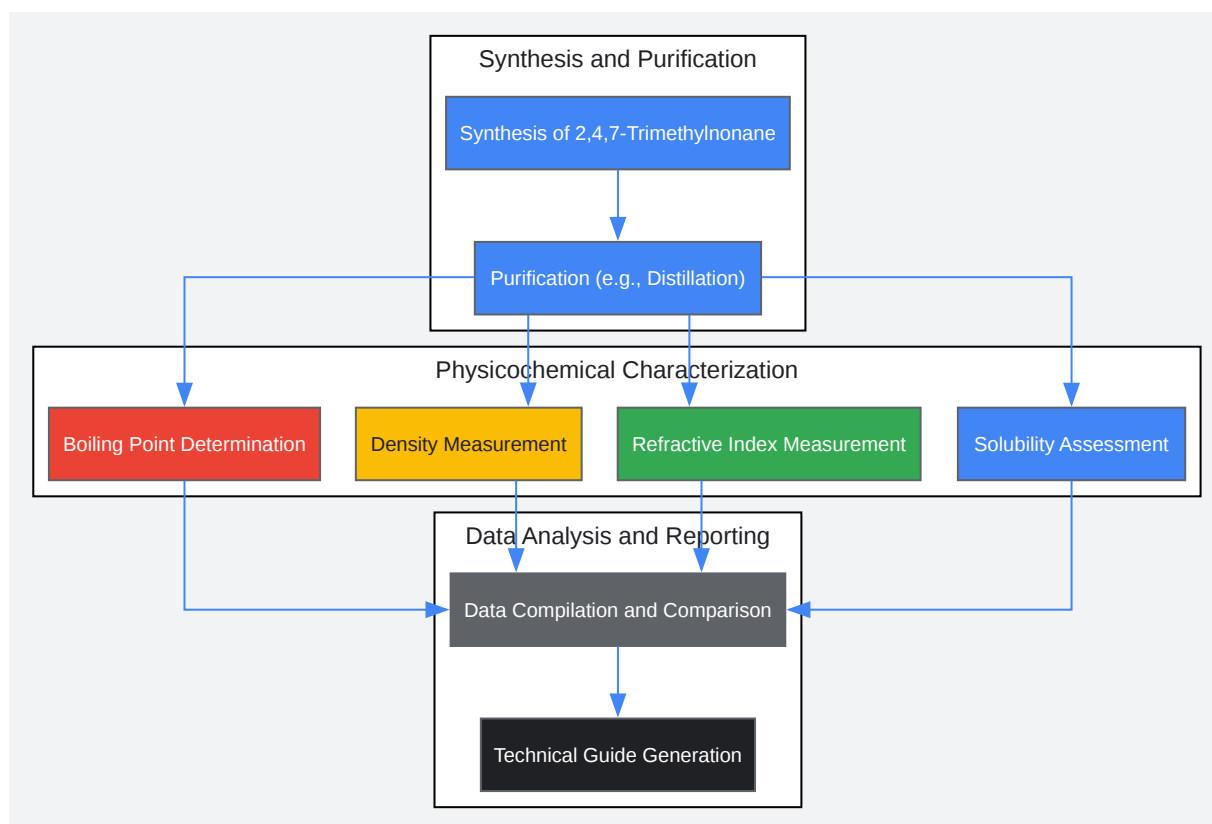 Synthesis and Purification
Synthesis of 2,4,7-Trimethylnonane
Purification (e.g., Distillation)
Physicochemical Characterization
Boiling Point Determination
Density Measurement
Refractive Index Measurement
Solubility Assessment
Data Analysis and Reporting
Data Compilation and Comparison
Technical Guide Generation